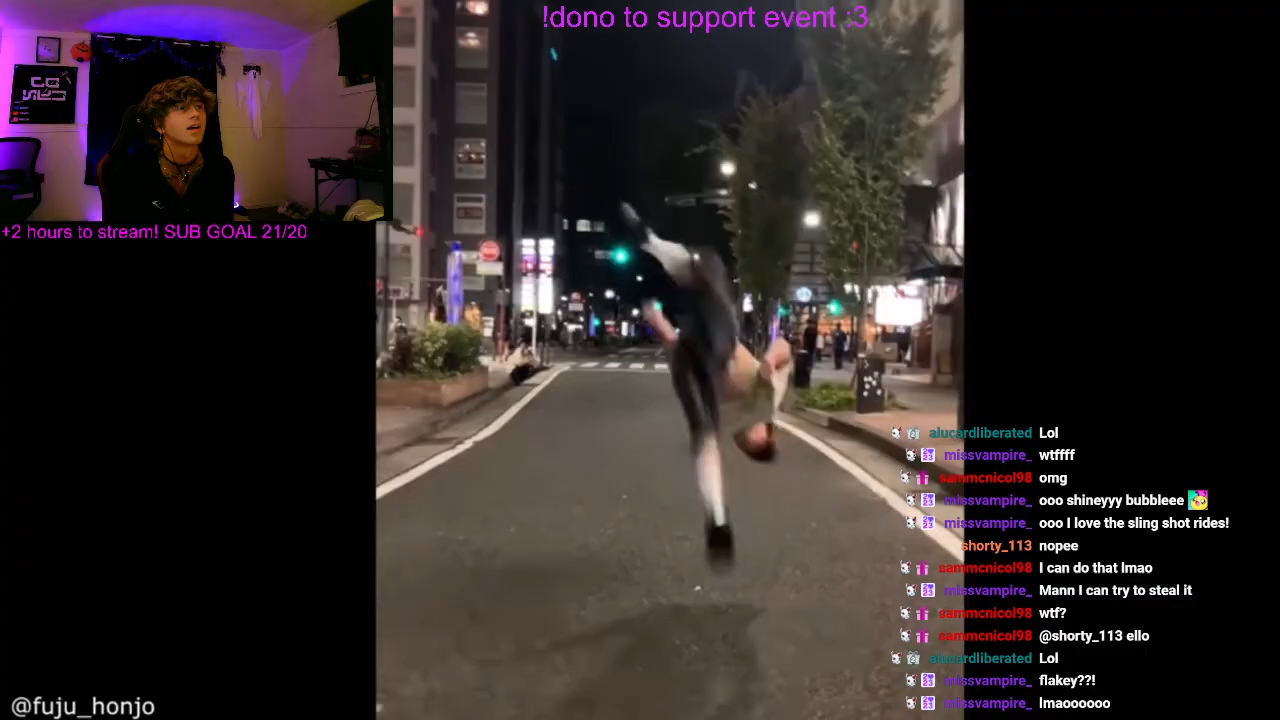 !dono to support event :3
+2 hours to stream! SUB GOAL 21/20
alucardliberated Lol
missvampire_ wtffff
sammcnicol98 omg
missvampire_ ooo shineyyy bubbleee
missvampire_ ooo I love the sling shot rides!
shorty_113 nopee
sammcnicol98 I can do that lmao
missvampire_ Mann I can try to steal it
sammcnicol98 wtf?
sammcnicol98 @shorty_113 ello
alucardliberated Lol
missvampire_ flakey??!
missvampire_ lmaoooooo
@fuju_honjo